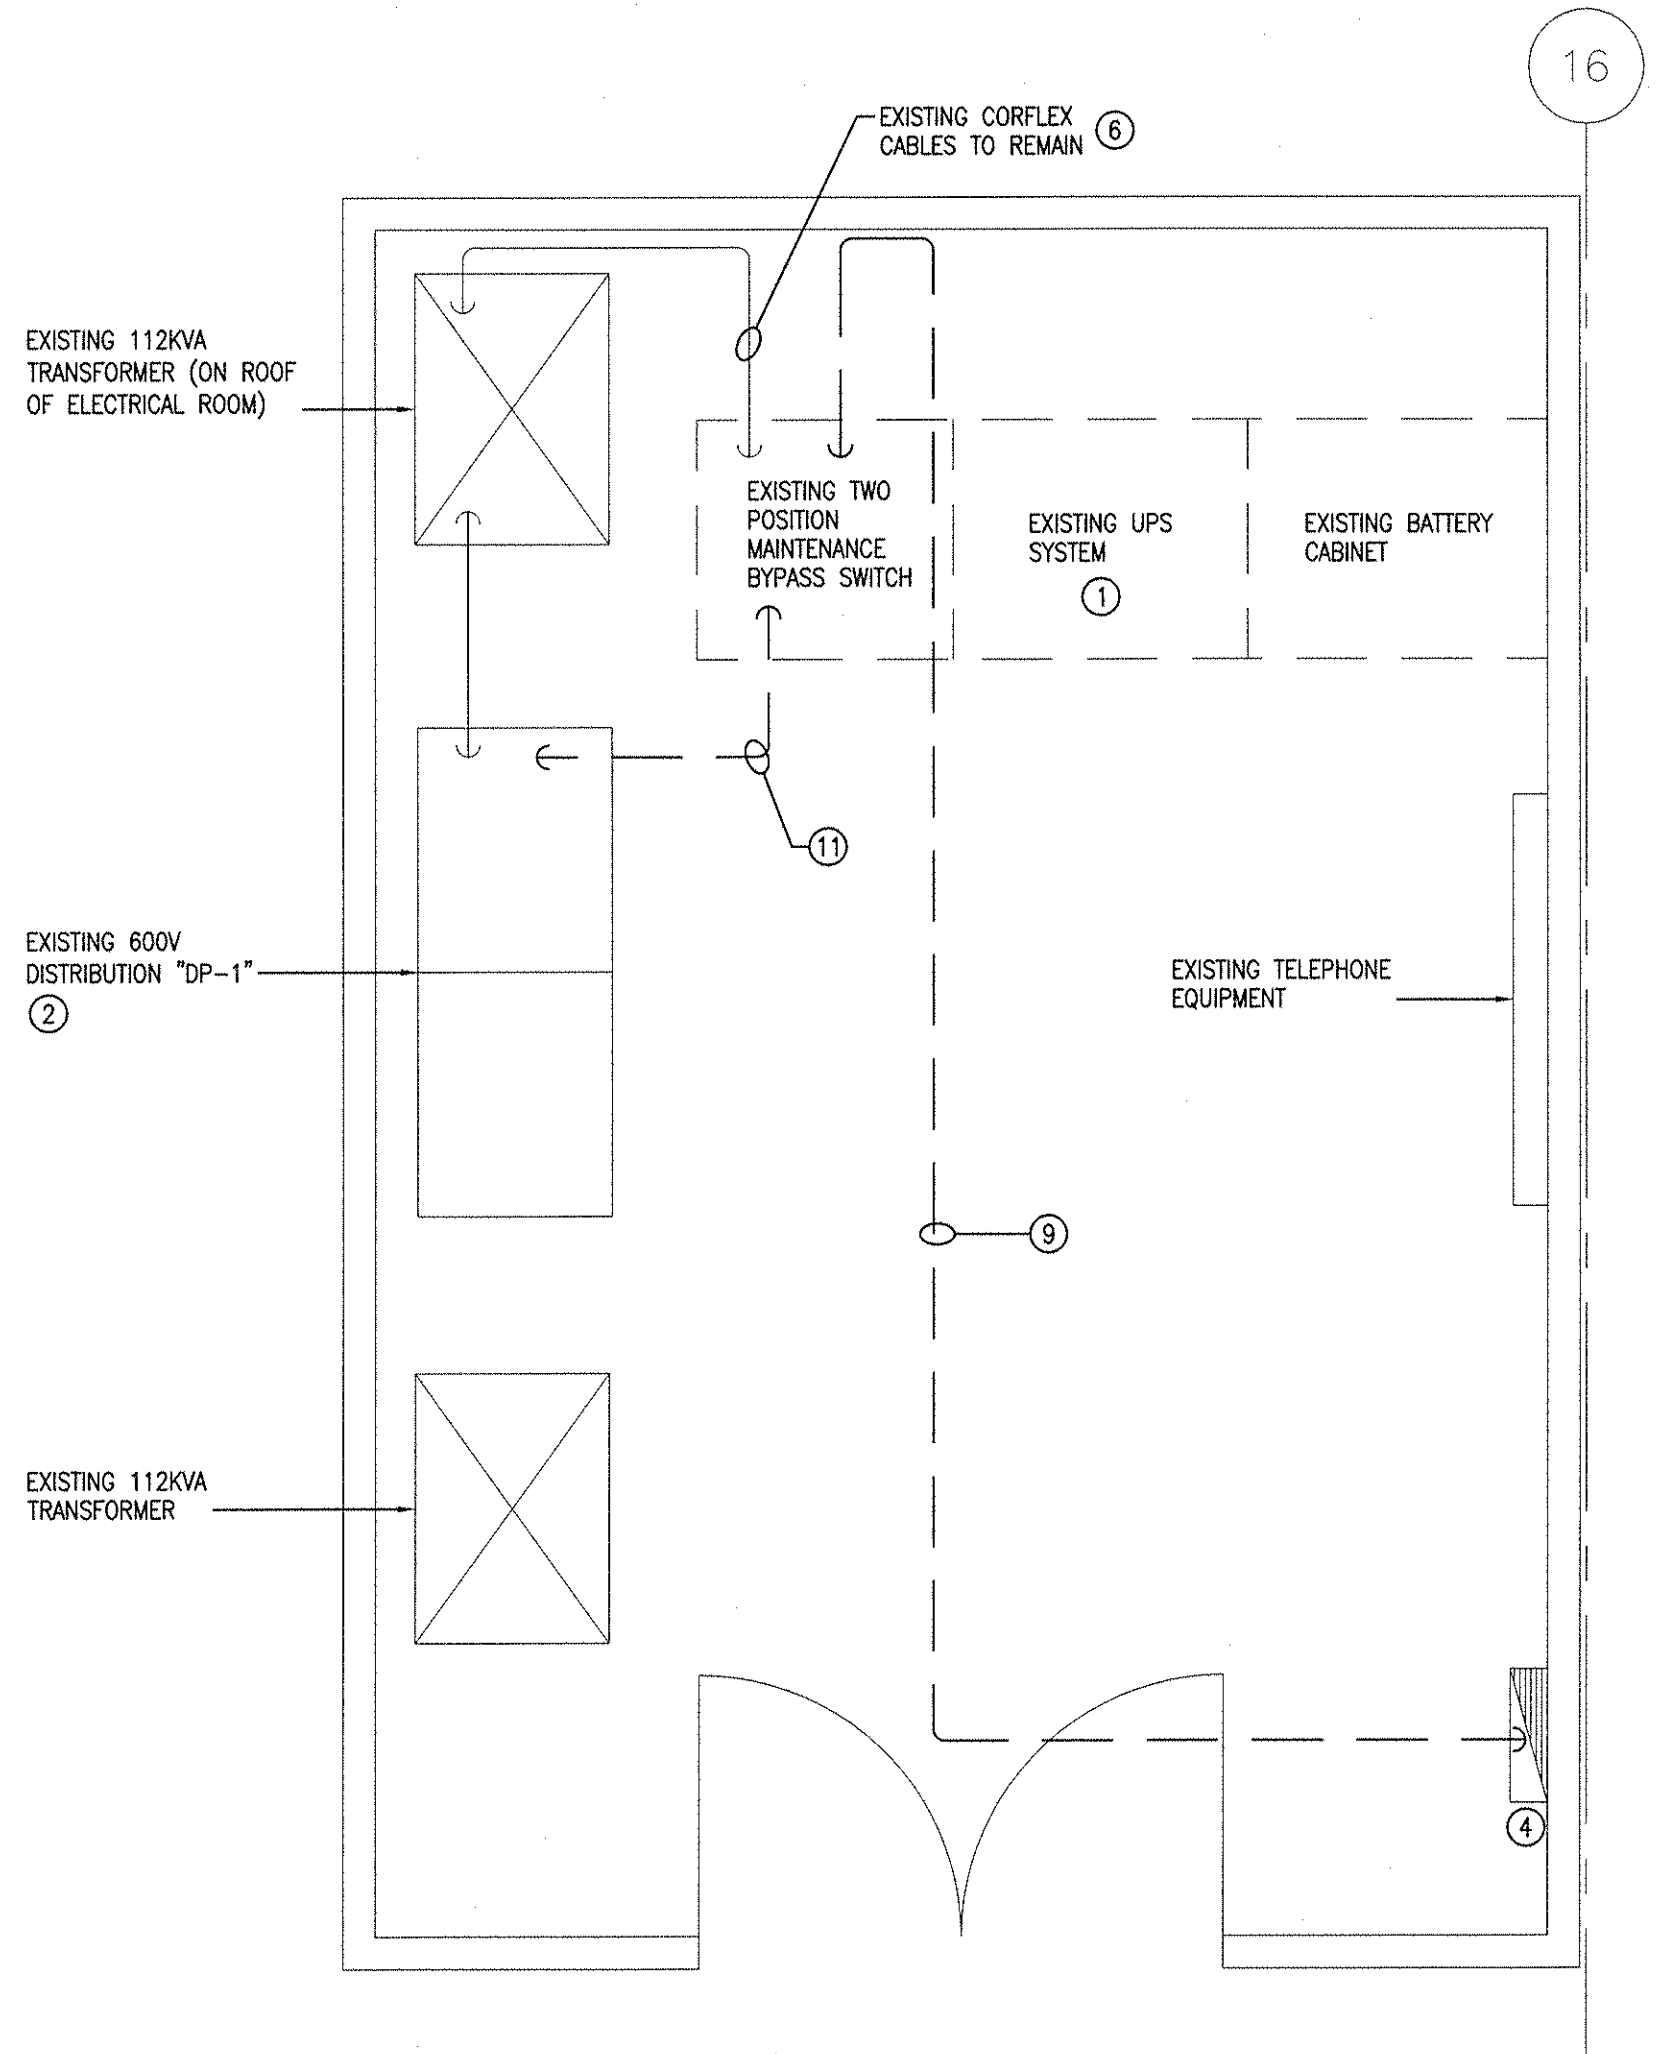 16
EXISTING CORFLEX
CABLES TO REMAIN 6
EXISTING 112KVA
TRANSFORMER (ON ROOF
OF ELECTRICAL ROOM)
EXISTING TWO
POSITION
MAINTENANCE
BYPASS SWITCH
EXISTING UPS
SYSTEM
1
EXISTING BATTERY
CABINET
11
EXISTING 600V
DISTRIBUTION "DP-1"
2
EXISTING TELEPHONE
EQUIPMENT
9
EXISTING 112KVA
TRANSFORMER
4